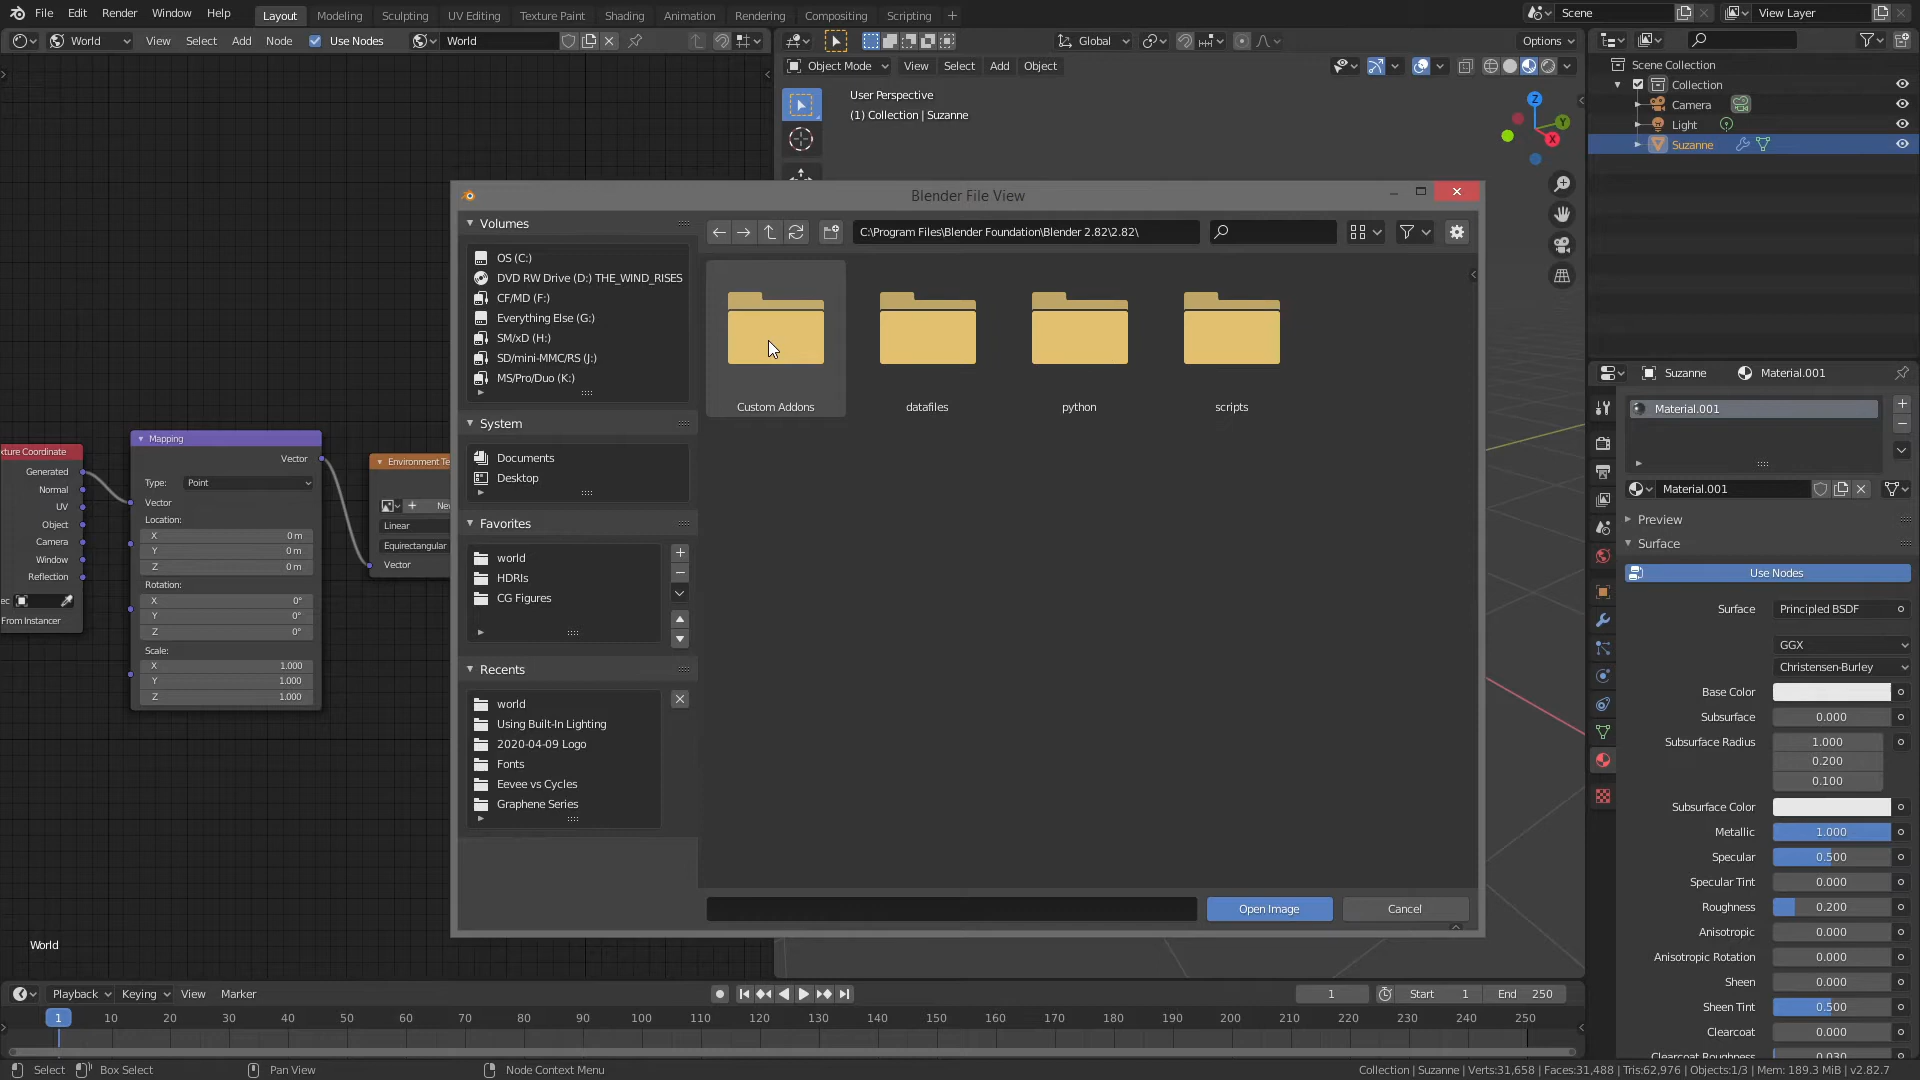 File Edit Render Window Help Layout Modeling Sculpting UV Editing Texture Paint Shading Animation Rendering Compositing Scripting + Scene View Layer
World View Select Add Node Use Nodes World Global Options
Object Mode View Select Add Object
User Perspective
(1) Collection | Suzanne
Z
Y
X
Scene Collection
Collection
Camera
Light
Suzanne
Blender File View
C:\Program Files\Blender Foundation\Blender 2.82\2.82\
Volumes
OS (C:)
DVD RW Drive (D:) THE_WIND_RISES
CF/MD (F:)
Everything Else (G:)
SM/xD (H:)
SD/mini-MMC/RS (J:)
MS/Pro/Duo (K:)
System
Documents
Desktop
Favorites
world
HDRIs
CG Figures
Recents
world
Using Built-In Lighting
2020-04-09 Logo
Fonts
Eevee vs Cycles
Graphene Series
Custom Addons datafiles python scripts
Open Image Cancel
xture Coordinate
Generated
Normal
UV
Object
Camera
Window
Reflection
ec
From Instancer
Mapping
Vector
Type: Point
Vector
Location:
X 0 m
Y 0 m
Z 0 m
Rotation:
X 0°
Y 0°
Z 0°
Scale:
X 1.000
Y 1.000
Z 1.000
Environment Te
Nev
Linear
Equirectangular
Vector
World
Suzanne Material.001
Material.001
Material.001
Preview
Surface
Use Nodes
Surface Principled BSDF
GGX
Christensen-Burley
Base Color
Subsurface 0.000
Subsurface Radius 1.000
0.200
0.100
Subsurface Color
Metallic 1.000
Specular 0.500
Specular Tint 0.000
Roughness 0.200
Anisotropic 0.000
Anisotropic Rotation 0.000
Sheen 0.000
Sheen Tint 0.500
Clearcoat 0.000
Clearcoat Roughness 0.030
Playback Keying View Marker 1 Start 1 End 250
1 10 20 30 40 50 60 70 80 90 100 110 120 130 140 150 160 170 180 190 200 210 220 230 240 250
Select Box Select Pan View Node Context Menu Collection | Suzanne | Verts:31,658 | Faces:31,488 | Tris:62,976 | Objects:1/3 | Mem: 189.3 MiB | v2.82.7